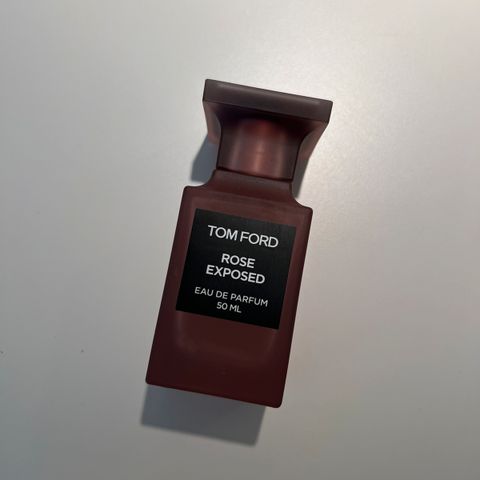 TOM FORD
ROSE
EXPOSED
EAU DE PARFUM
50 ML